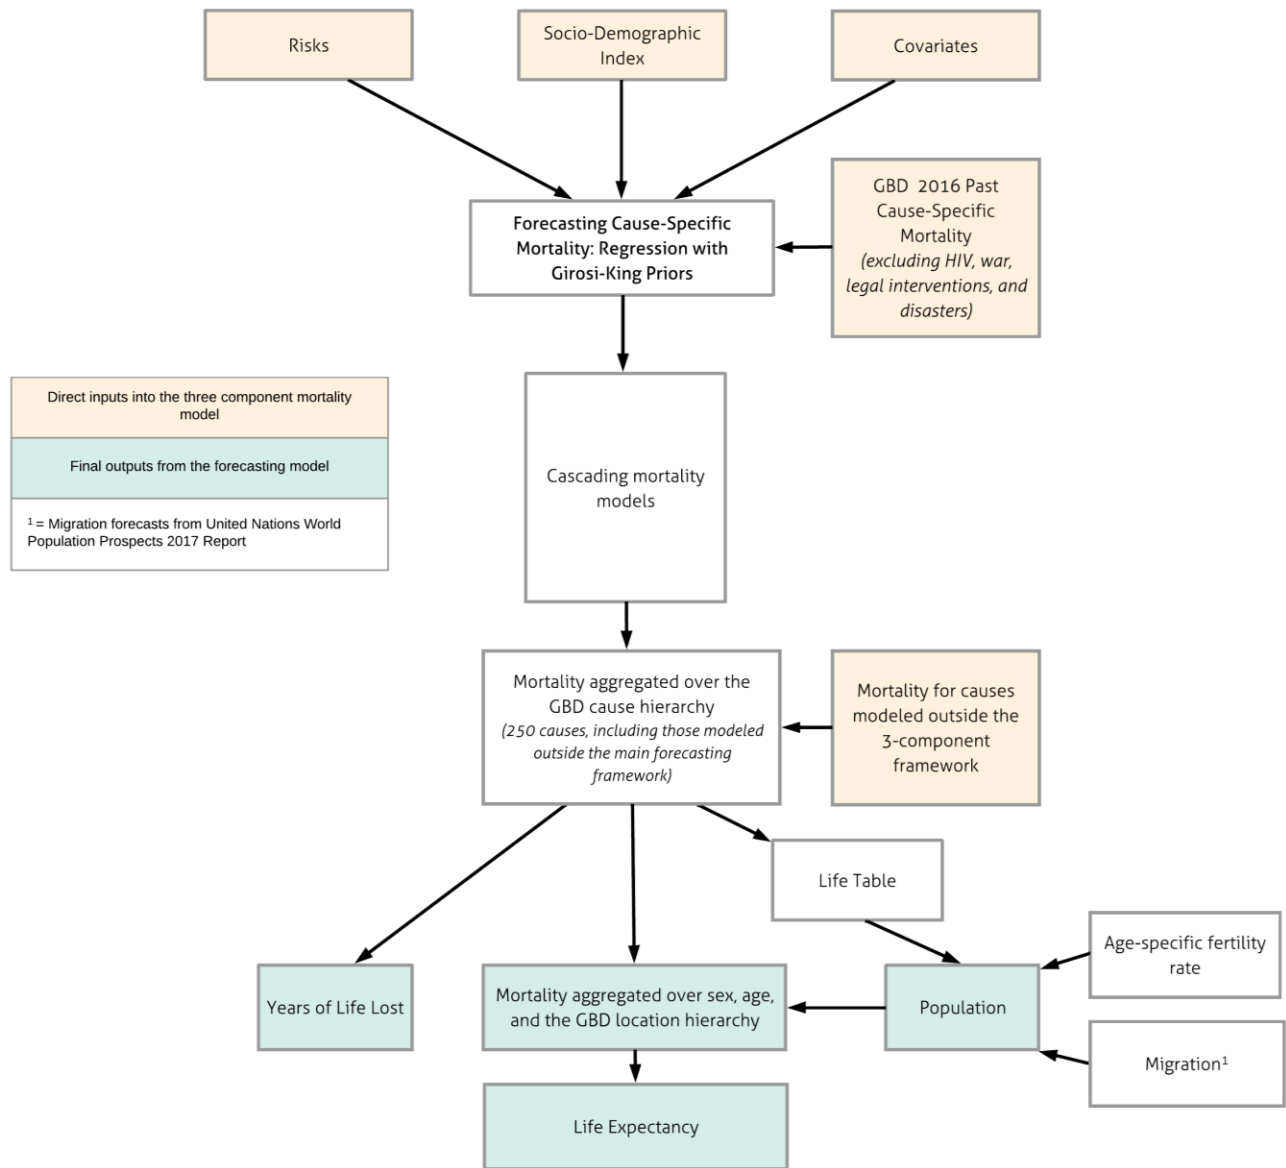 Risks
Socio-Demographic
Index
Covariates
Forecasting Cause-Specific
Mortality: Regression with
Girosi-King Priors
GBD  2016 Past
Cause-Specific
Mortality
(excluding HIV, war,
legal interventions, and
disasters)
Direct inputs into the three component mortality
model
Final outputs from the forecasting model
¹ = Migration forecasts from United Nations World
Population Prospects 2017 Report
Cascading mortality
models
Mortality aggregated over the
GBD cause hierarchy
(250 causes, including those modeled
outside the main forecasting
framework)
Mortality for causes
modeled outside the
3-component
framework
Life Table
Age-specific fertility
rate
Years of Life Lost
Mortality aggregated over sex, age,
and the GBD location hierarchy
Population
Migration¹
Life Expectancy